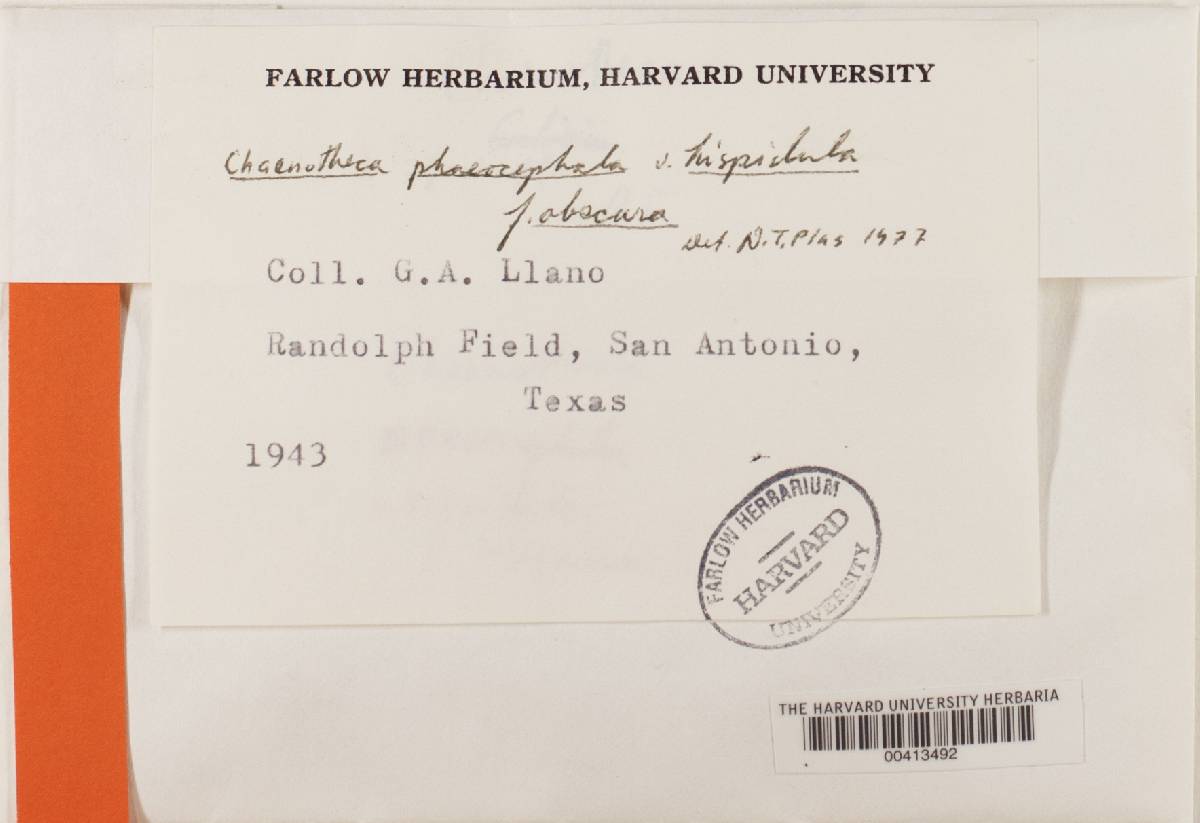 FARLOW HERBARIUM, HARVARD UNIVERSITY
Chaenotheca phaeocephala v. hispidula
f. obscura
Det. N.T. Plas 1977
Coll. G.A. Llano
Randolph Field, San Antonio,
Texas
1943
FARLOW HERBARIUM
HARVARD
UNIVERSITY
THE HARVARD UNIVERSITY HERBARIA
00413492